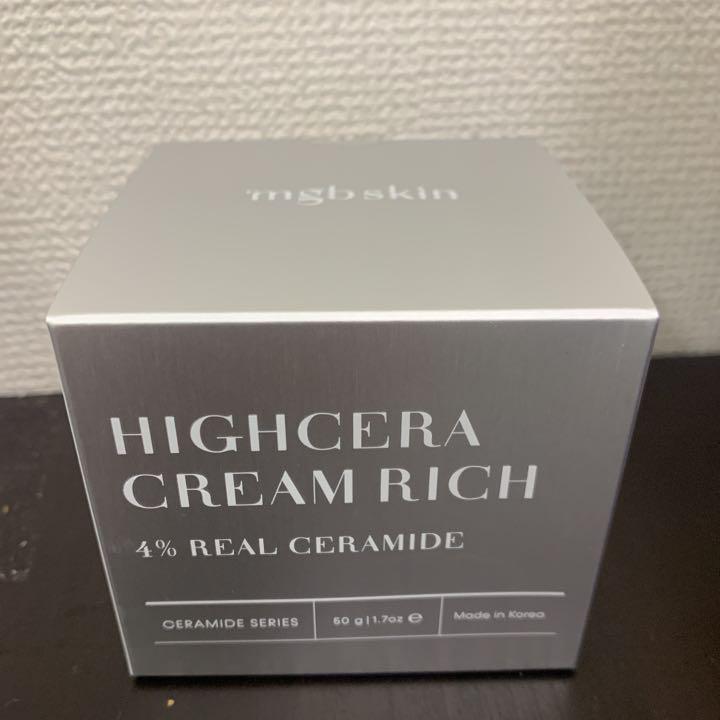 mgb skin
HIGHCERA
CREAM RICH
4% REAL CERAMIDE
CERAMIDE SERIES
50 g | 1.7oz ℮
Made in Korea